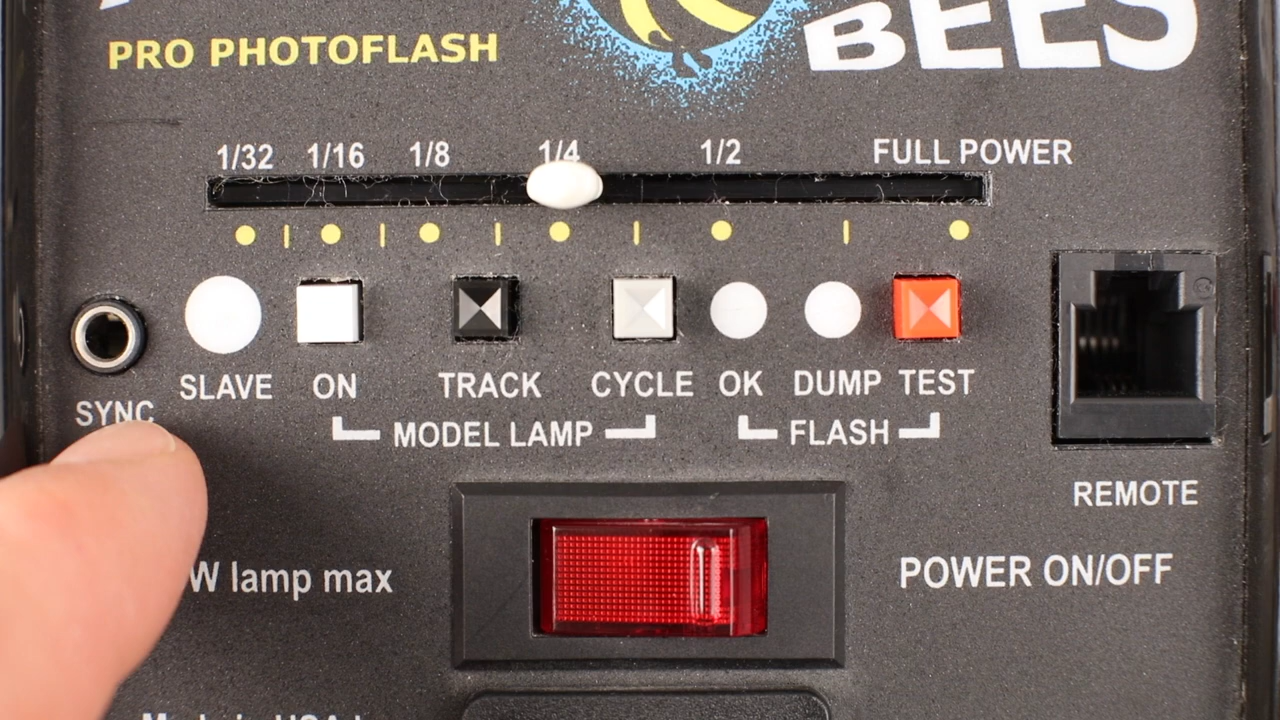 BEES
PRO PHOTOFLASH
1/32 1/16 1/8 1/4 1/2 FULL POWER
SLAVE ON TRACK CYCLE OK DUMP TEST
SYNC
MODEL LAMP FLASH
REMOTE
W lamp max
POWER ON/OFF